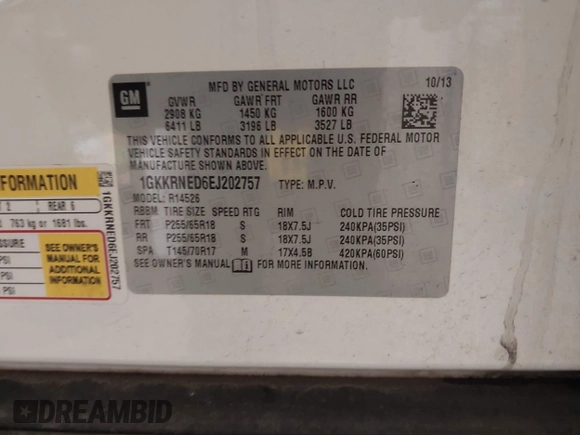 GM
MFD BY GENERAL MOTORS LLC 10/13
GVWR GAWR FRT GAWR RR
2908 KG 1450 KG 1600 KG
6411 LB 3196 LB 3527 LB
THIS VEHICLE CONFORMS TO ALL APPLICABLE U.S. FEDERAL MOTOR
VEHICLE SAFETY STANDARDS IN EFFECT ON THE DATE OF
MANUFACTURE SHOWN ABOVE.
1GKKRNED6EJ202757 TYPE: M.P.V.
MODEL: R14526
RBBM TIRE SIZE SPEED RTG RIM COLD TIRE PRESSURE
FRT P255/65R18 S 18X7.5J 240KPA(35PSI)
RR P255/65R18 S 18X7.5J 240KPA(35PSI)
SPA T145/70R17 M 17X4.5B 420KPA(60PSI)
SEE OWNER'S MANUAL FOR MORE INFORMATION
FORMATION
2 REAR 5
763 kg or 1681 lbs.
SSURE
PSI
PSI
SEE OWNER'S
MANUAL FOR
ADDITIONAL
INFORMATION
1GKKRNED6EJ202757
DREAMBID